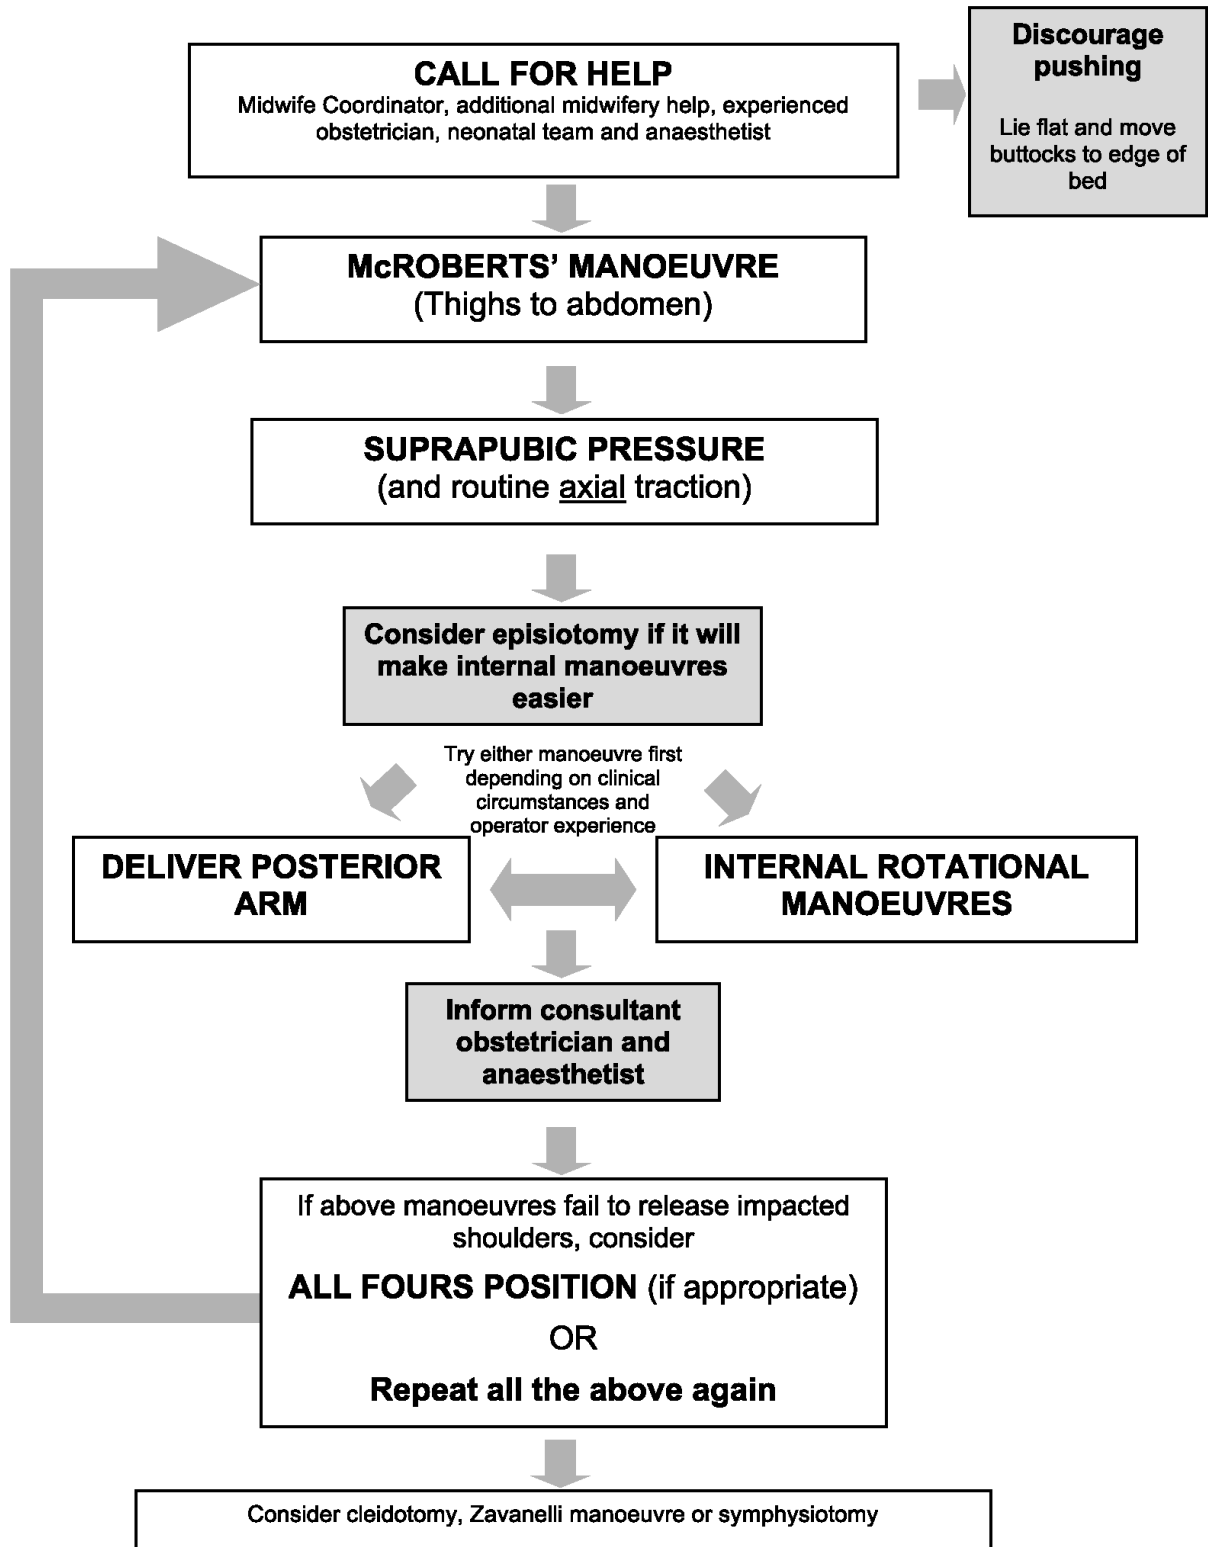 CALL FOR HELP
Midwife Coordinator, additional midwifery help, experienced
obstetrician, neonatal team and anaesthetist
Discourage
pushing
Lie flat and move
buttocks to edge of
bed
McROBERTS’ MANOEUVRE
(Thighs to abdomen)
SUPRAPUBIC PRESSURE
(and routine axial traction)
Consider episiotomy if it will
make internal manoeuvres
easier
Try either manoeuvre first
depending on clinical
circumstances and
operator experience
DELIVER POSTERIOR
ARM
INTERNAL ROTATIONAL
MANOEUVRES
Inform consultant
obstetrician and
anaesthetist
If above manoeuvres fail to release impacted
shoulders, consider
ALL FOURS POSITION (if appropriate)
OR
Repeat all the above again
Consider cleidotomy, Zavanelli manoeuvre or symphysiotomy